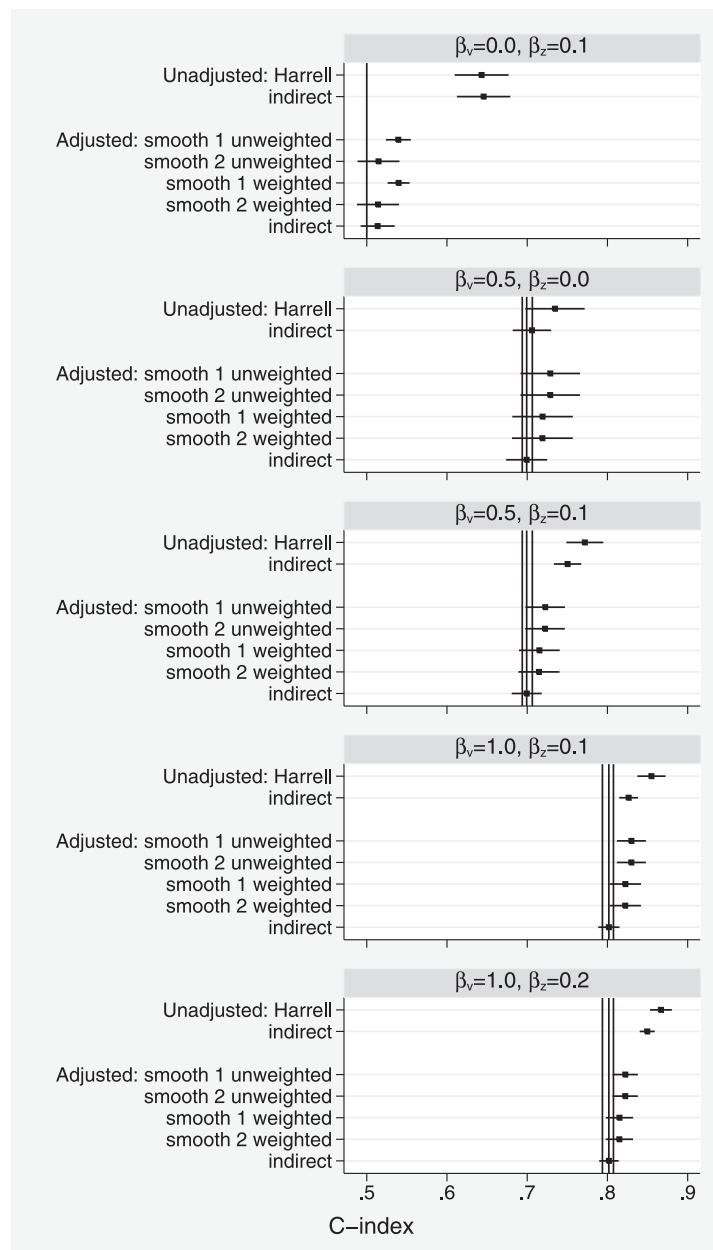 βv=0.0, βz=0.1
Unadjusted: Harrell
indirect
Adjusted: smooth 1 unweighted
smooth 2 unweighted
smooth 1 weighted
smooth 2 weighted
indirect
βv=0.5, βz=0.0
Unadjusted: Harrell
indirect
Adjusted: smooth 1 unweighted
smooth 2 unweighted
smooth 1 weighted
smooth 2 weighted
indirect
βv=0.5, βz=0.1
Unadjusted: Harrell
indirect
Adjusted: smooth 1 unweighted
smooth 2 unweighted
smooth 1 weighted
smooth 2 weighted
indirect
βv=1.0, βz=0.1
Unadjusted: Harrell
indirect
Adjusted: smooth 1 unweighted
smooth 2 unweighted
smooth 1 weighted
smooth 2 weighted
indirect
βv=1.0, βz=0.2
Unadjusted: Harrell
indirect
Adjusted: smooth 1 unweighted
smooth 2 unweighted
smooth 1 weighted
smooth 2 weighted
indirect
.5 .6 .7 .8 .9
C−index